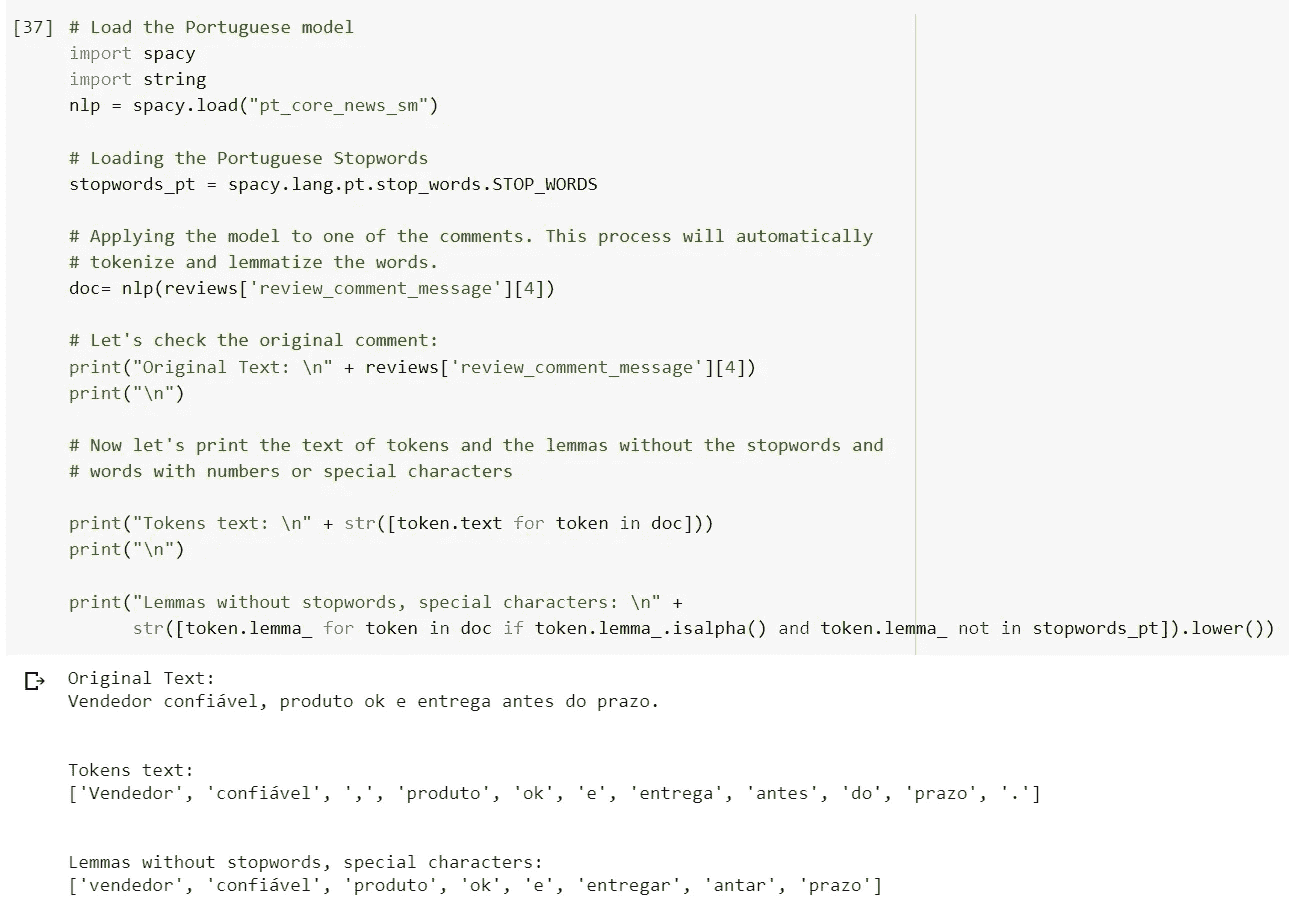 [37] # Load the Portuguese model
import spacy
import string
nlp = spacy.load("pt_core_news_sm")
# Loading the Portuguese Stopwords
stopwords_pt = spacy.lang.pt.stop_words.STOP_WORDS
# Applying the model to one of the comments. This process will automatically
# tokenize and lemmatize the words.
doc= nlp(reviews['review_comment_message'][4])
# Let's check the original comment:
print("Original Text: \n" + reviews['review_comment_message'][4])
print("\n")
# Now let's print the text of tokens and the lemmas without the stopwords and
# words with numbers or special characters
print("Tokens text: \n" + str([token.text for token in doc]))
print("\n")
print("Lemmas without stopwords, special characters: \n" +
str([token.lemma_ for token in doc if token.lemma_.isalpha() and token.lemma_ not in stopwords_pt]).lower())
Original Text:
Vendedor confiável, produto ok e entrega antes do prazo.
Tokens text:
['Vendedor', 'confiável', ',', 'produto', 'ok', 'e', 'entrega', 'antes', 'do', 'prazo', '.']
Lemmas without stopwords, special characters:
['vendedor', 'confiável', 'produto', 'ok', 'e', 'entregar', 'antar', 'prazo']